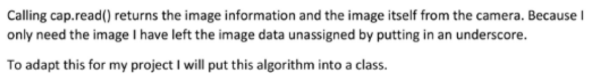 Calling cap.read() returns the image information and the image itself from the camera. Because I
only need the image I have left the image data unassigned by putting in an underscore.
To adapt this for my project I will put this algorithm into a class.